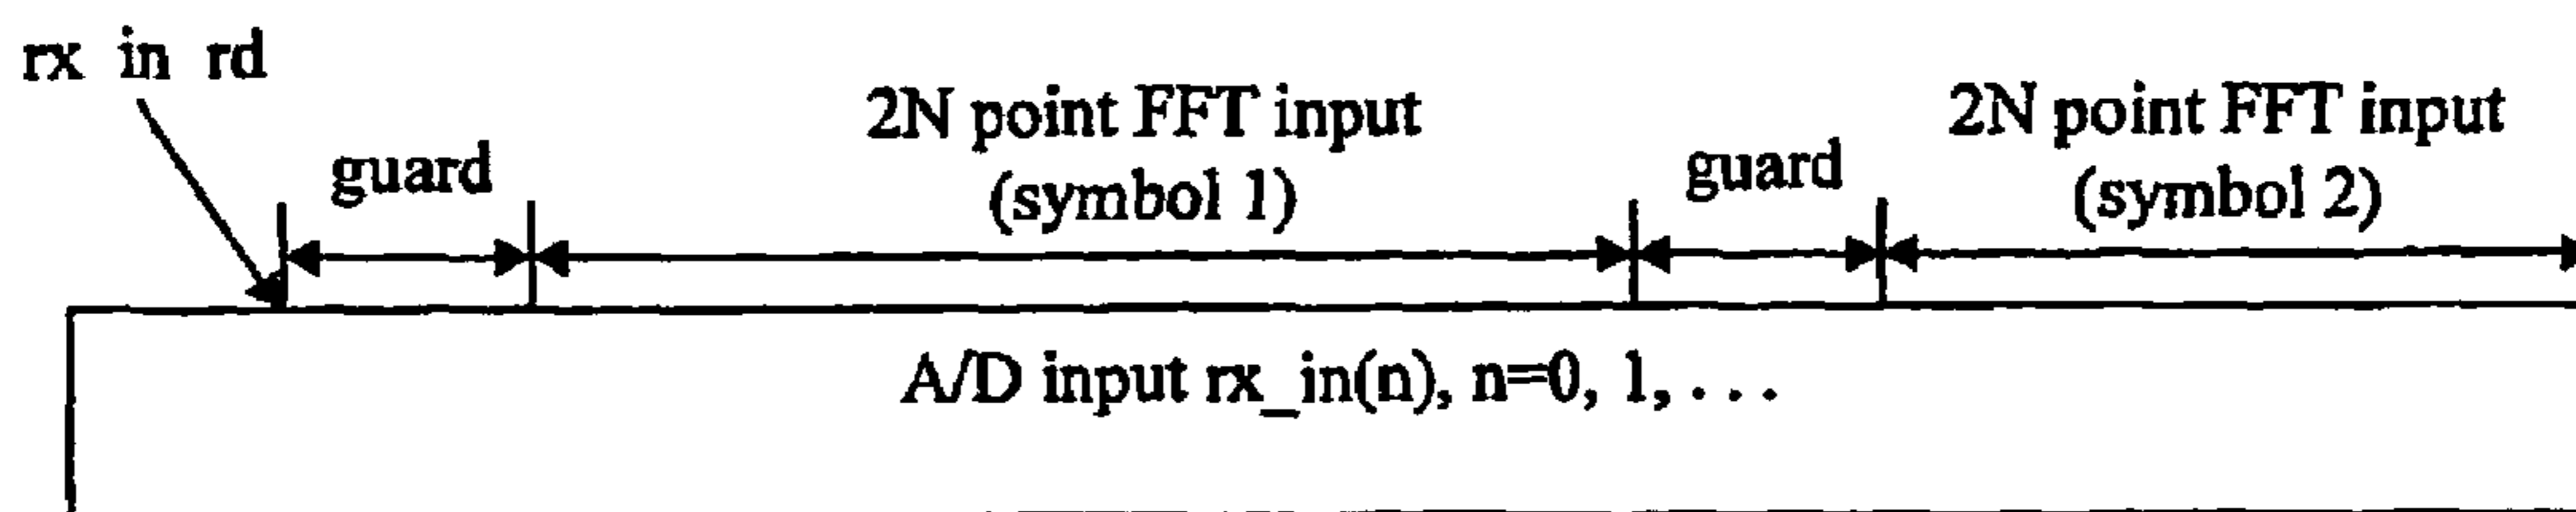 rx in rd
guard
2N point FFT input
(symbol 1)
guard
2N point FFT input
(symbol 2)
A/D input rx_in(n), n=0, 1, . . .